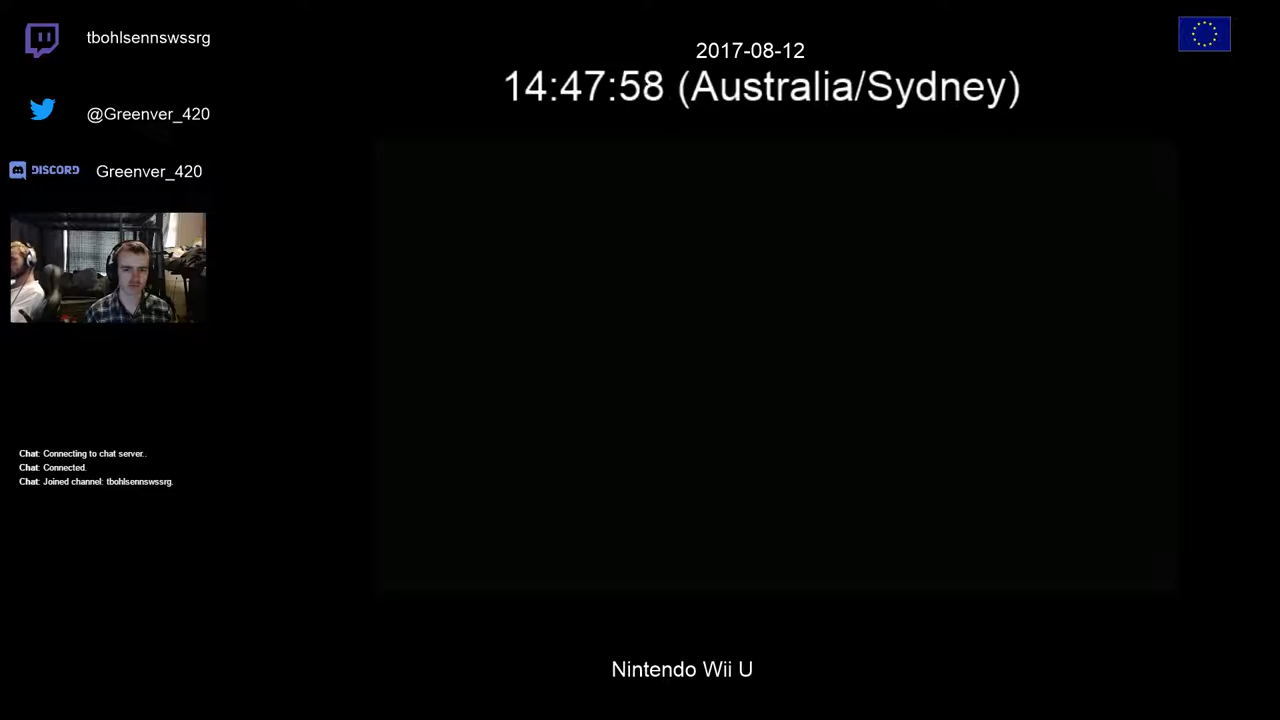 tbohlsennswssrg
2017-08-12
14:47:58 (Australia/Sydney)
@Greenver_420
DISCORD Greenver_420
Chat: Connecting to chat server..
Chat: Connected.
Chat: Joined channel: tbohlsennswssrg.
Nintendo Wii U